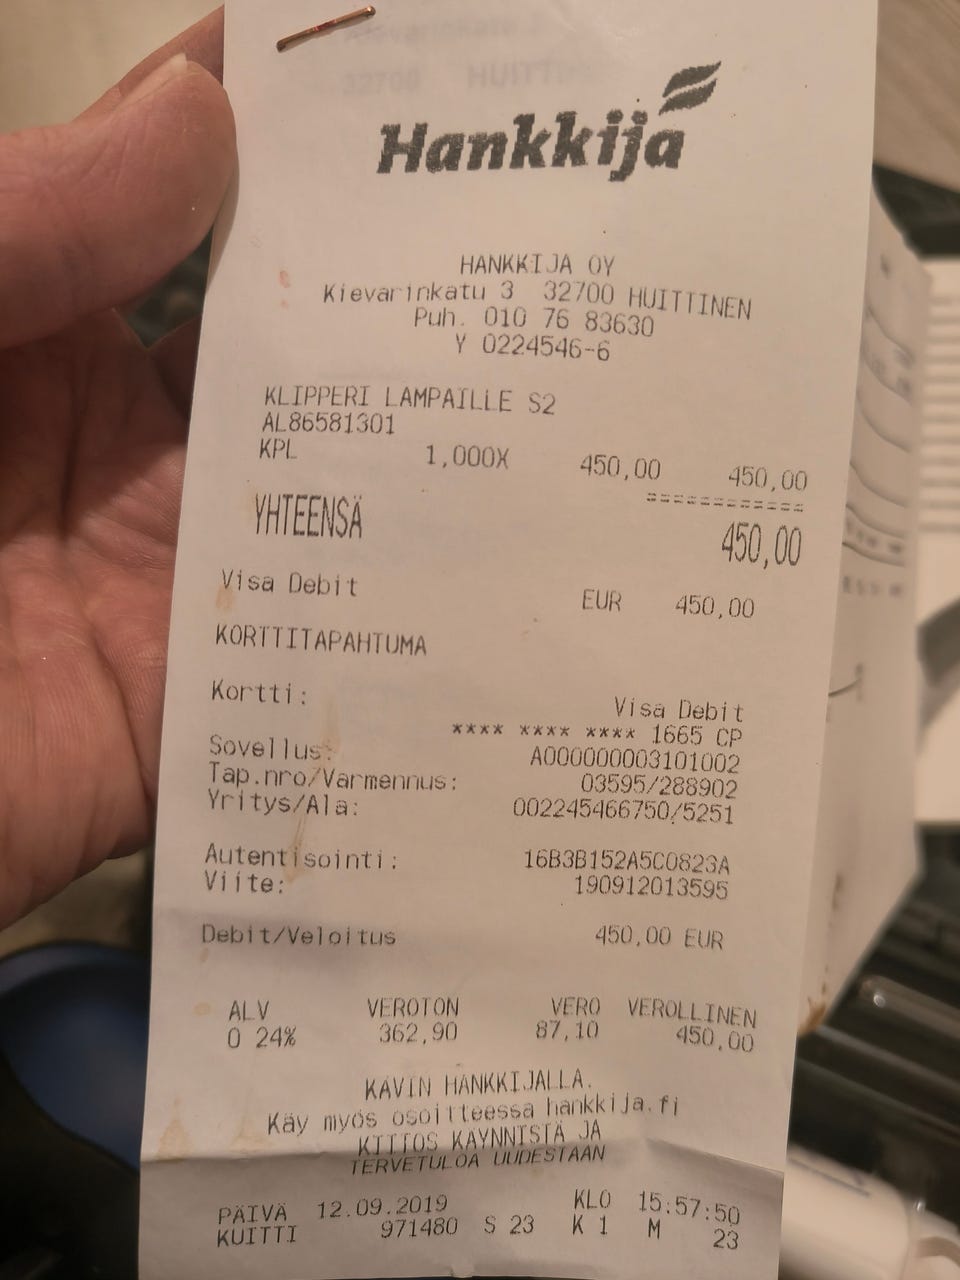 Hankkija
HANKKIJA OY
Kievarinkatu 3 32700 HUITTINEN
Puh. 010 76 83630
Y 0224546-6
KLIPPERI LAMPAILLE S2
AL86581301
KPL 1,000X 450,00 450,00
============
YHTEENSÄ 450,00
Visa Debit EUR 450,00
KORTTITAPAHTUMA
Kortti: Visa Debit
**** **** **** 1665 CP
Sovellus: A0000000031010​02
Tap.nro/Varmennus: 03595/288902
Yritys/Ala: 002245466750/5251
Autentisointi: 16B3B152A5C0823A
Viite: 190912013595
Debit/Veloitus 450,00 EUR
ALV VEROTON VERO VEROLLINEN
0 24% 362,90 87,10 450,00
KÄVIN HANKKIJALLA.
Käy myös osoitteessa hankkija.fi
KIITOS KÄYNNISTÄ JA
TERVETULOA UUDESTAAN
PÄIVÄ 12.09.2019 KLO 15:57:50
KUITTI 971480 S 23 K 1 M 23